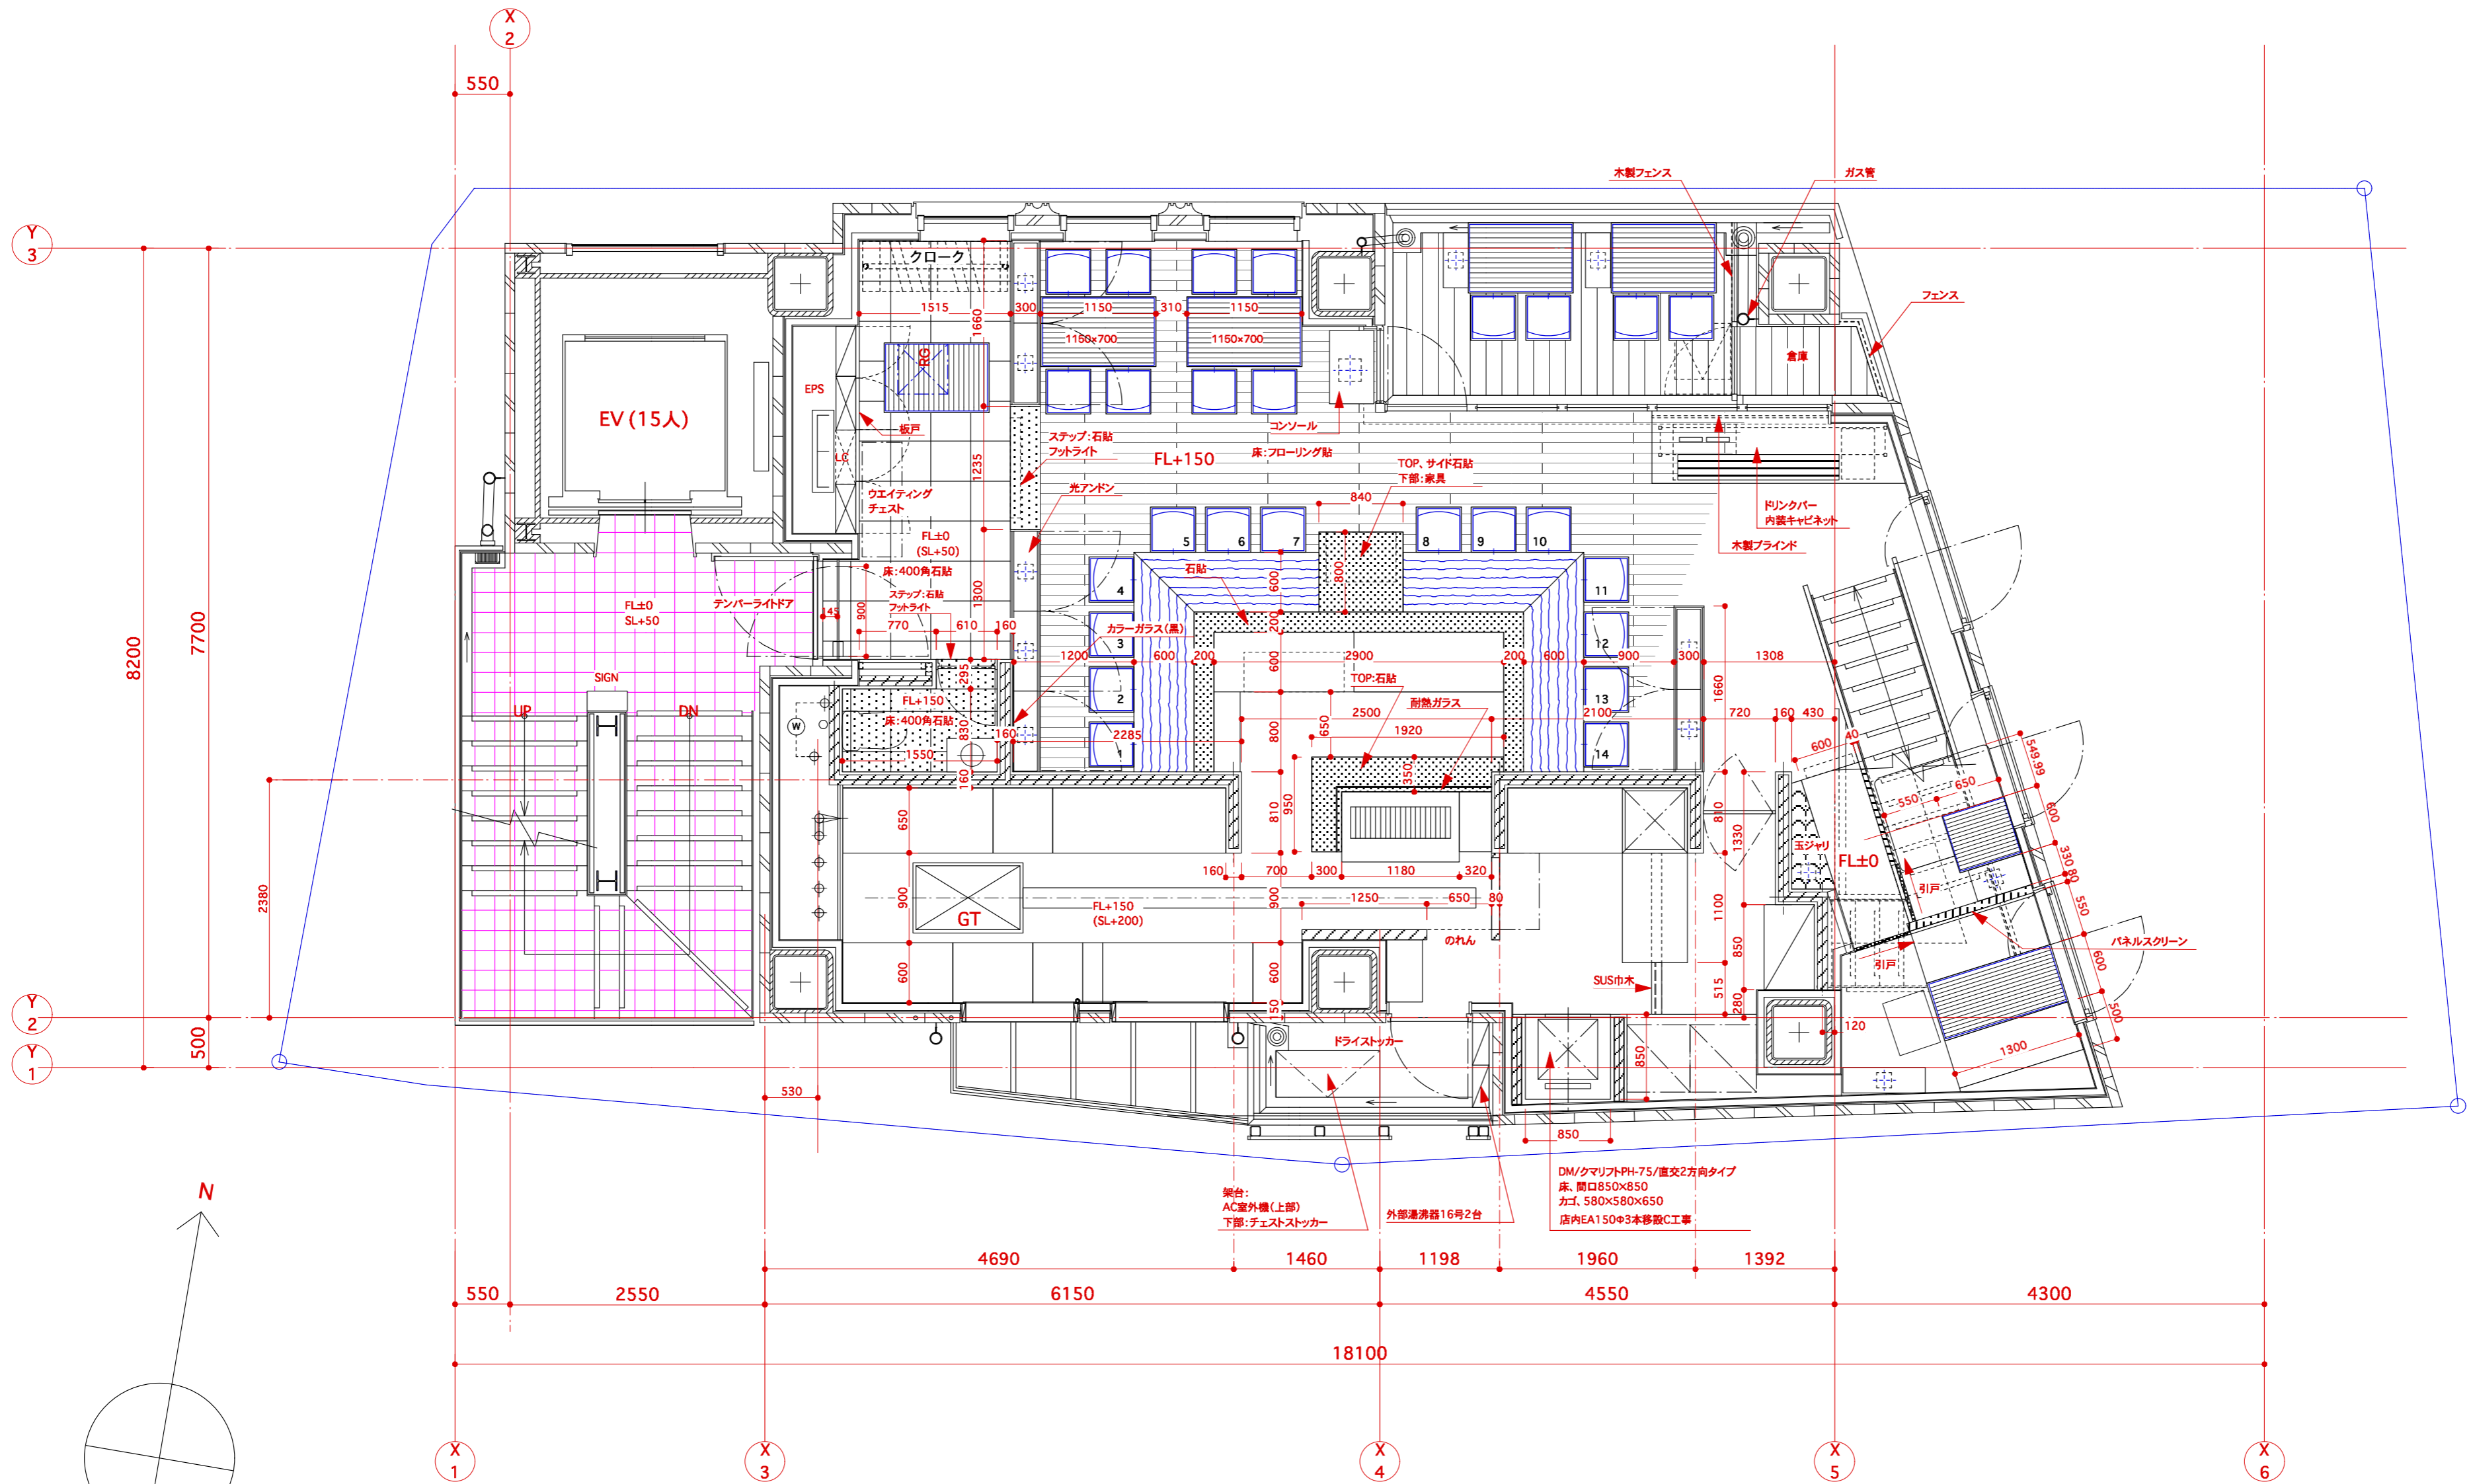 X
2
550
木製フェンス
ガス管
Y
3
クローク
フェンス
1515
300
1150
310
1150
1660
1150×700
1150×700
RG
倉庫
EPS
EV (15人)
板戸
コンソール
LC
ステップ:石貼
フットライト
FL+150
床:フローリング貼
TOP、サイド石貼
下部:家具
1235
光アンドン
840
ウエイティング
チェスト
ドリンクバー
内装キャビネット
木製ブラインド
FL±0
(SL+50)
床:400角石貼
5
6
7
8
9
10
石貼
600
800
4
11
FL±0
SL+50
テンパーライトドア
ステップ:石貼
フットライト
145
900
1300
770
610
160
カラーガラス(黒)
200
3
12
8200
7700
1200
600
200
600
2900
200
600
900
300
1308
SIGN
295
TOP:石貼
1660
UP
DN
FL+150
床:400角石貼
2
13
耐熱ガラス
W
830
2500
650
2100
720
160
430
160
2285
1920
800
1550
1
14
600
40
549.99
160
350
650
550
2380
650
810
950
810
1330
600
玉ジャリ
FL±0
330
80
引戸
160
700
300
1180
320
900
GT
FL+150
(SL+200)
900
1250
650
80
1100
550
のれん
850
パネルスクリーン
引戸
600
600
600
SUS巾木
515
280
500
150
Y
2
500
Y
1
120
ドライストッカー
850
1300
530
850
DM/クマリフトPH-75/直交2方向タイプ
床、間口850×850
カゴ、580×580×650
店内EA150Φ3本移設C工事
架台:
AC室外機(上部)
下部:チェストストッカー
外部湯沸器16号2台
N
4690
1460
1198
1960
1392
550
2550
6150
4550
4300
18100
X
1
X
3
X
4
X
5
X
6